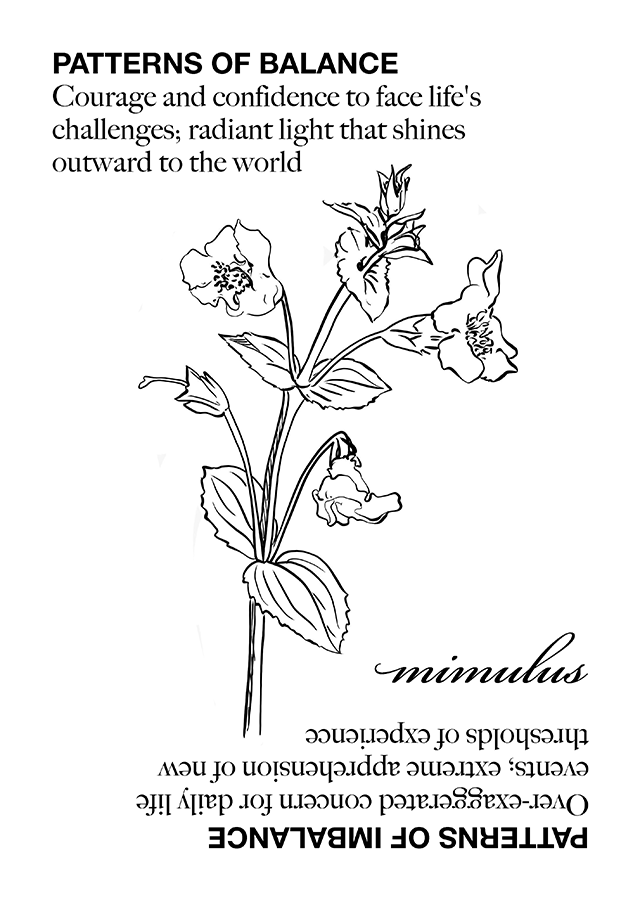 PATTERNS OF BALANCE
Courage and confidence to face life's
challenges; radiant light that shines
outward to the world
mimulus
PATTERNS OF IMBALANCE
Over-exaggerated concern for daily life
events; extreme apprehension of new
thresholds of experience